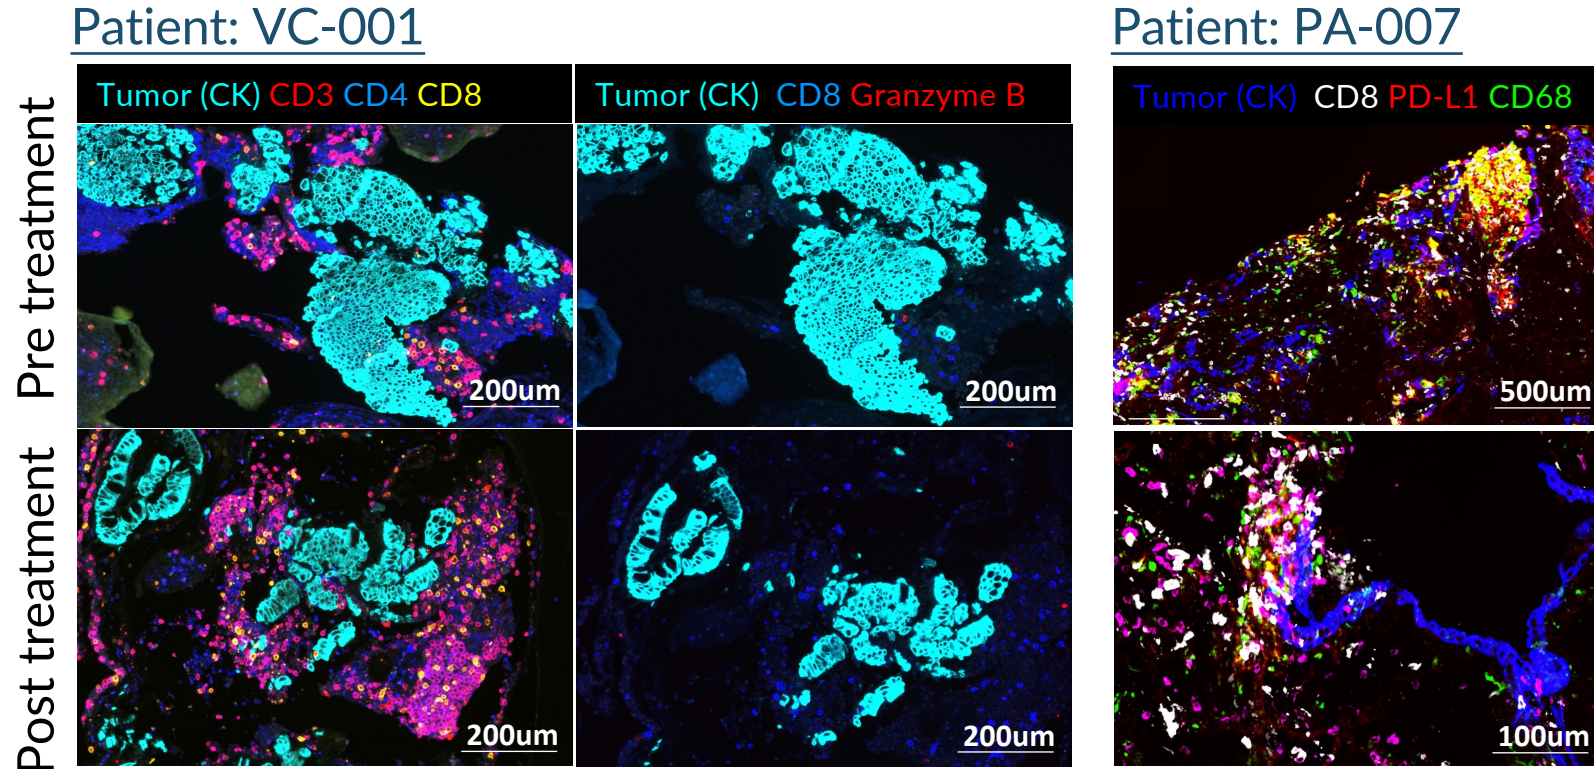 Patient: VC-001
Patient: PA-007
Pre treatment
Tumor (CK) CD3 CD4 CD8
Tumor (CK) CD8 Granzyme B
Tumor (CK) CD8 PD-L1 CD68
200um
200um
500um
Post treatment
200um
200um
100um